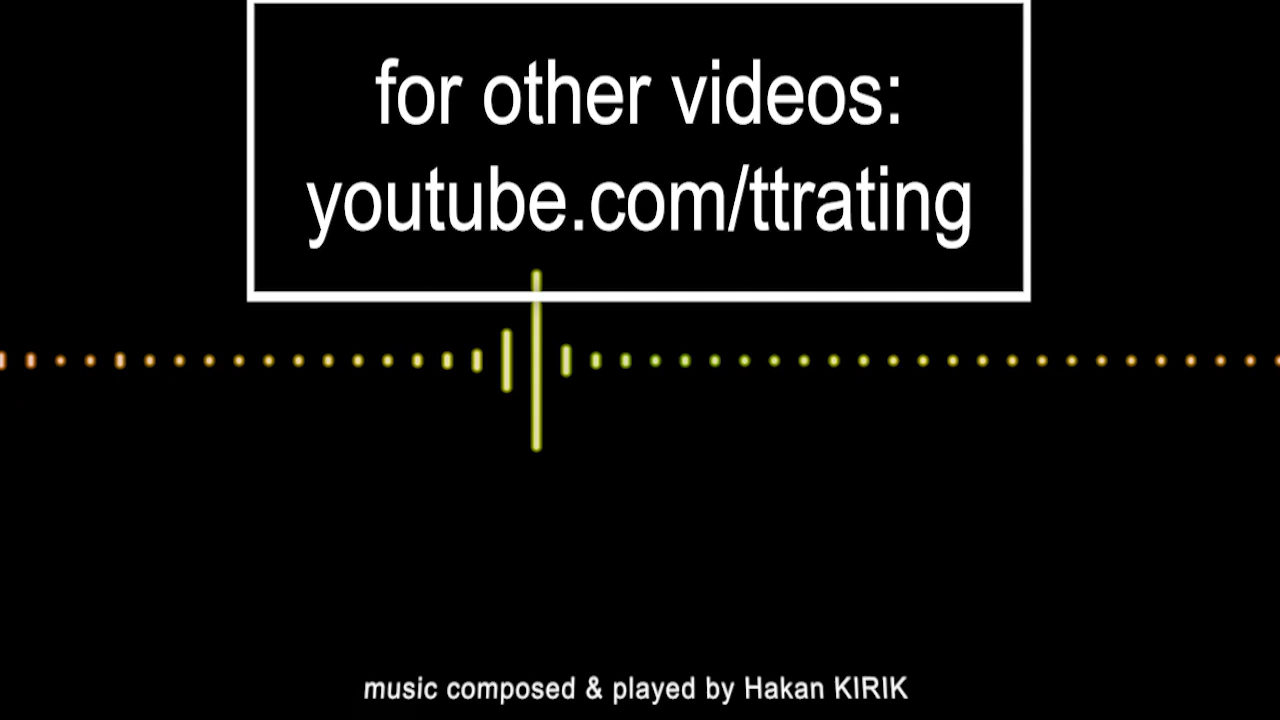 for other videos:
youtube.com/ttrating
music composed & played by Hakan KIRIK